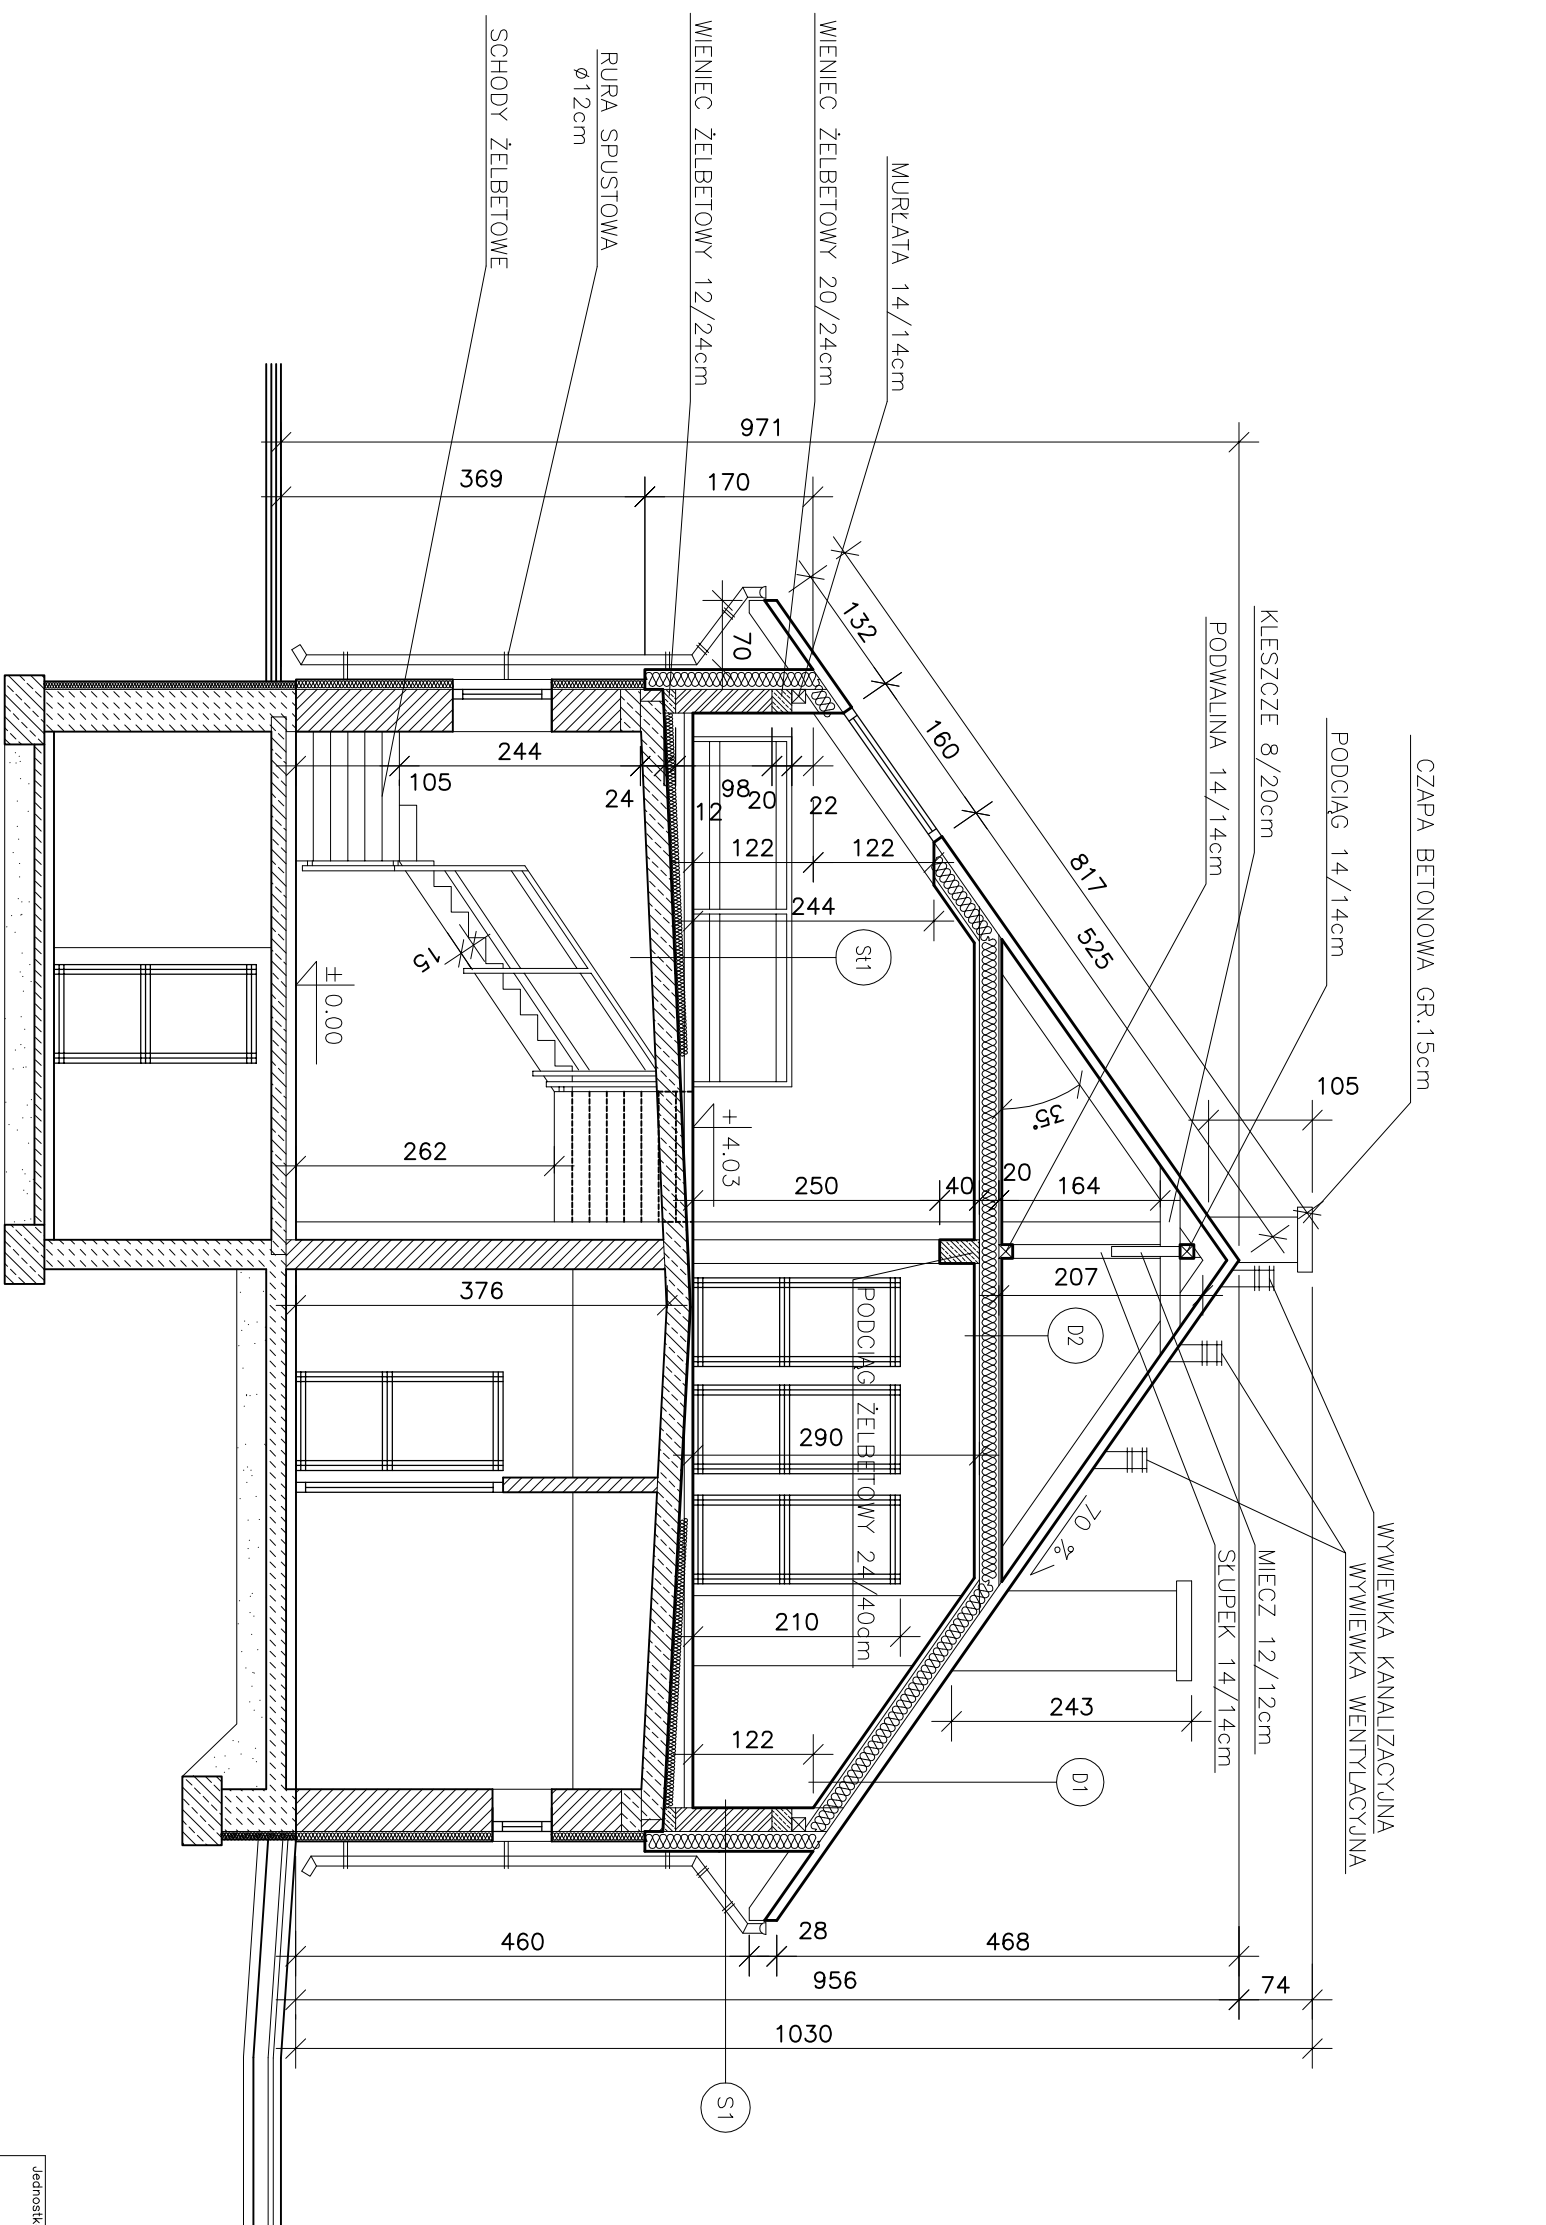 CZAPA BETONOWA GR.15cm
PODCIĄG 14/14cm
KLESZCZE 8/20cm
PODWALINA 14/14cm
MURŁATA 14/14cm
WIENIEC ŻELBETOWY 20/24cm
WIENIEC ŻELBETOWY 12/24cm
RURA SPUSTOWA
Ø12cm
SCHODY ŻELBETOWE
WYWIEWKA KANALIZACYJNA
WYWIEWKA WENTYLACYJNA
MIECZ 12/12cm
SŁUPEK 14/14cm
PODCIĄG ŻELBETOWY 24/40cm
971
369
170
132
160
817
525
105
70
244
105
24
12
98
20
22
122
122
244
St1
15
± 0.00
+ 4.03
35°
262
250
40
20
164
207
376
D2
290
70 %
210
243
122
D1
460
28
468
956
74
1030
S1
Jednostk